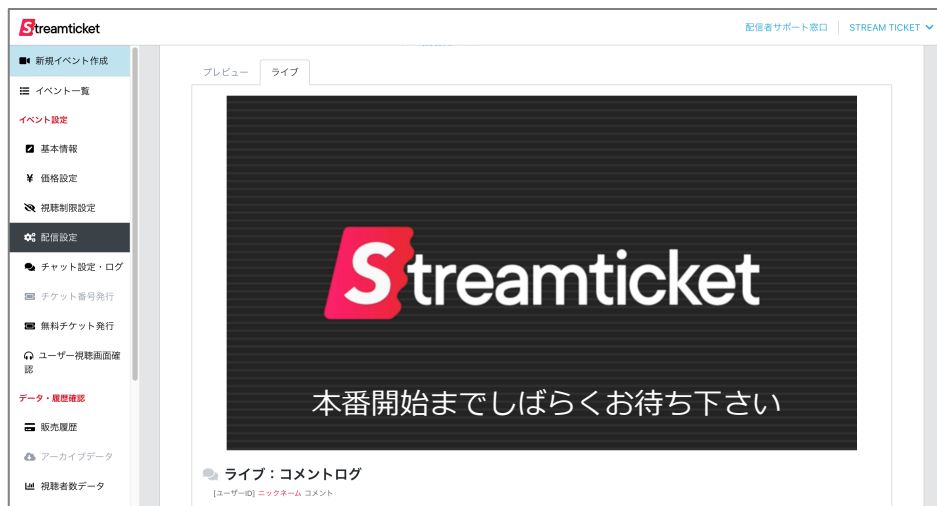 Streamticket
配信者サポート窓口
STREAM TICKET
新規イベント作成
イベント一覧
イベント設定
基本情報
¥ 価格設定
視聴制限設定
配信設定
チャット設定・ログ
チケット番号発行
無料チケット発行
ユーザー視聴画面確
認
データ・履歴確認
販売履歴
アーカイブデータ
視聴者数データ
プレビュー
ライブ
Streamticket
本番開始までしばらくお待ち下さい
ライブ：コメントログ
[ユーザーID] ニックネーム コメント